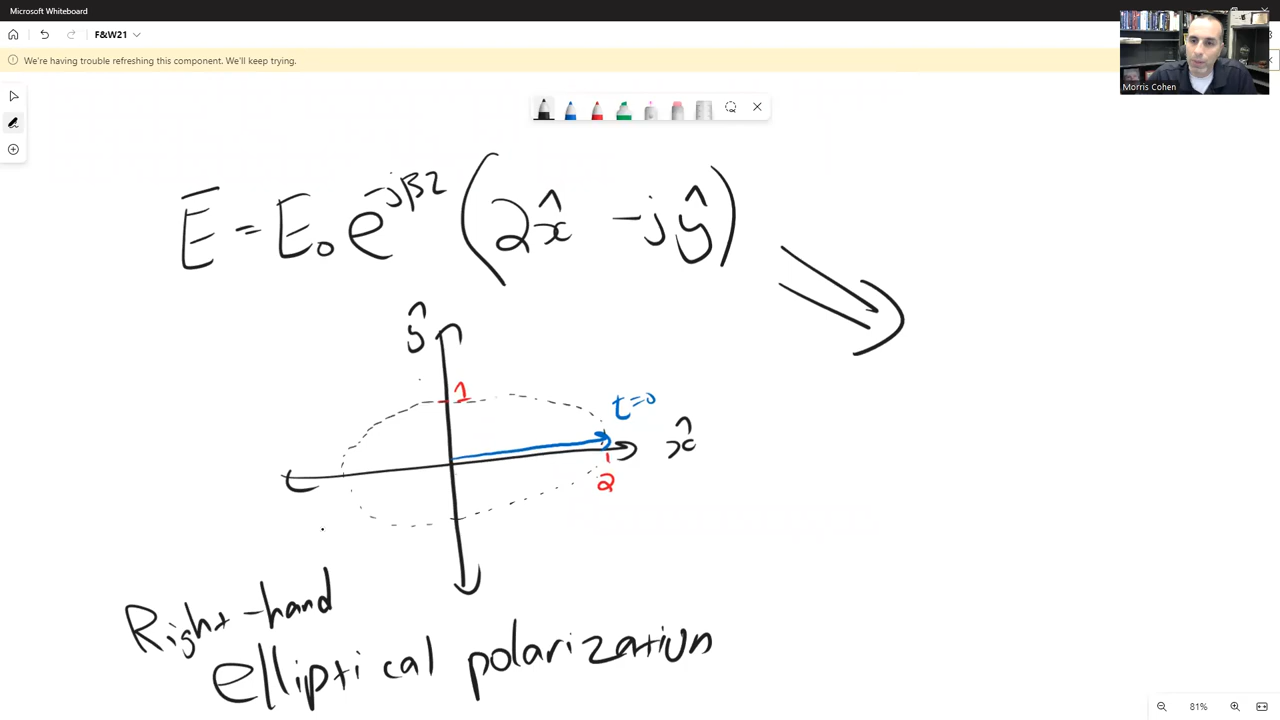 Microsoft Whiteboard
F&W21
We're having trouble refreshing this component. We'll keep trying.
Morris Cohen
E̅ = E₀ e^{-jβz} (2x̂ -jŷ)
ŷ
1
t=0
x̂
2
Right-hand
elliptical polarization
81%